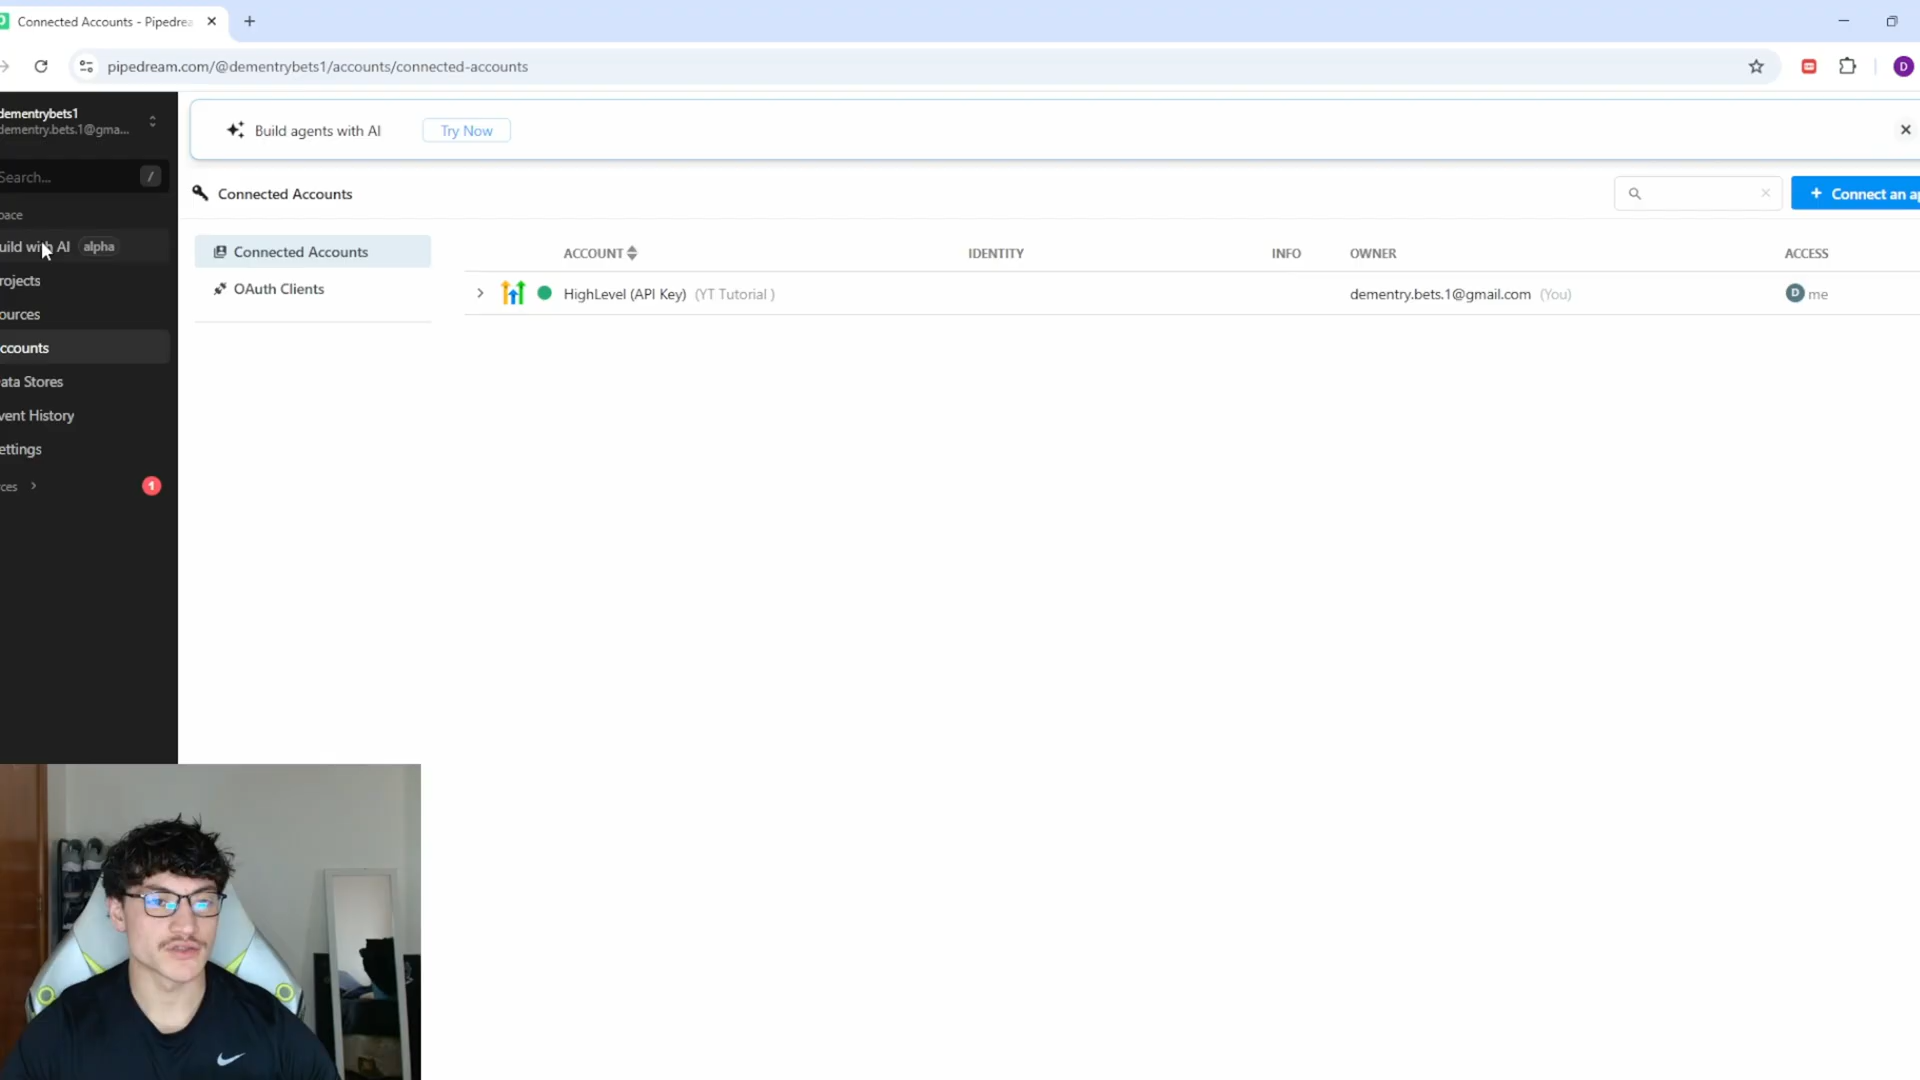 Connected Accounts - Pipedrea
pipedream.com/@dementrybets1/accounts/connected-accounts
D
dementrybets1
dementry.bets.1@gma...
Search...
/
pace
uild with AI alpha
rojects
ources
ccounts
ata Stores
vent History
ettings
ces
1
Build agents with AI
Try Now
Connected Accounts
+ Connect an a
Connected Accounts
OAuth Clients
ACCOUNT IDENTITY INFO OWNER ACCESS
HighLevel (API Key) (YT Tutorial ) dementry.bets.1@gmail.com (You) D me